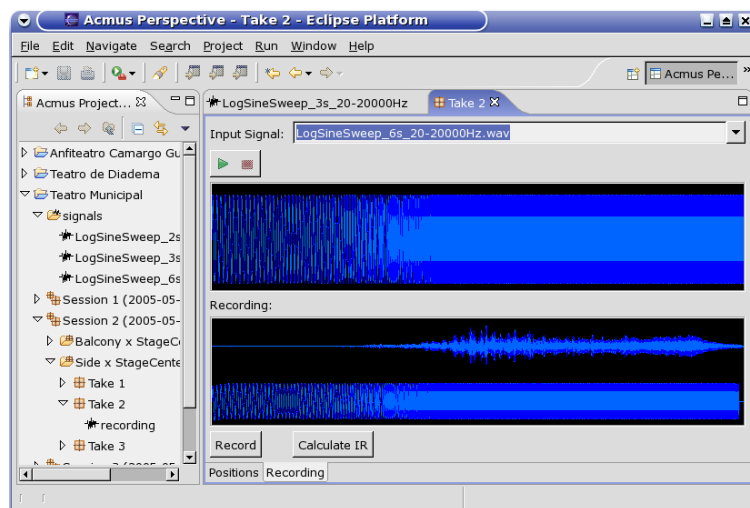 Acmus Perspective - Take 2 - Eclipse Platform
File Edit Navigate Search Project Run Window Help
Acmus Pe... »
Acmus Project...
LogSineSweep_3s_20-20000Hz
Take 2
Input Signal: LogSineSweep_6s_20-20000Hz.wav
Anfiteatro Camargo Gu
Teatro de Diadema
Teatro Municipal
signals
LogSineSweep_2s
LogSineSweep_3s
LogSineSweep_6s
Session 1 (2005-05-
Session 2 (2005-05-
Balcony x StageC
Side x StageCente
Take 1
Take 2
recording
Take 3
Recording:
Record
Calculate IR
Positions Recording